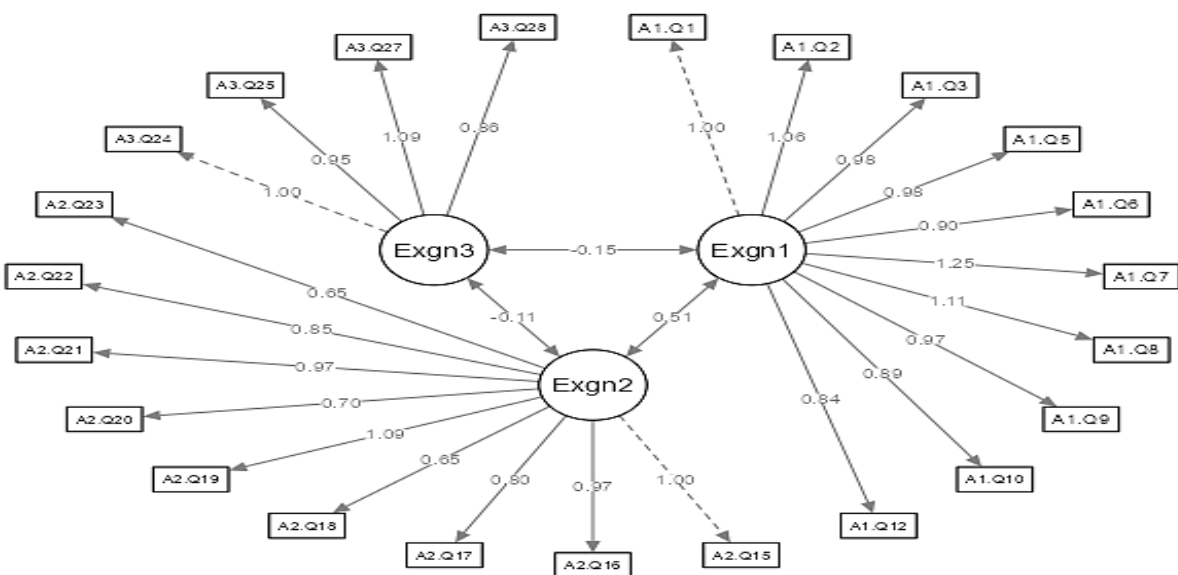 A3.Q28
A1.Q1
A3.Q27
A1.Q2
A3.Q25
A1.Q3
A3.Q24
A1.Q5
A2.Q23
A1.Q6
A2.Q22
A1.Q7
A2.Q21
A1.Q8
A2.Q20
A1.Q9
A2.Q19
A1.Q10
A2.Q18
A1.Q12
A2.Q17
A2.Q16
A2.Q15
Exgn3
Exgn1
Exgn2
1.00
0.95
1.09
0.86
1.00
1.06
0.98
0.98
0.90
1.25
1.11
0.97
0.89
0.84
-0.15
-0.11
0.51
0.65
0.85
0.97
0.70
1.09
0.65
0.80
0.97
1.00